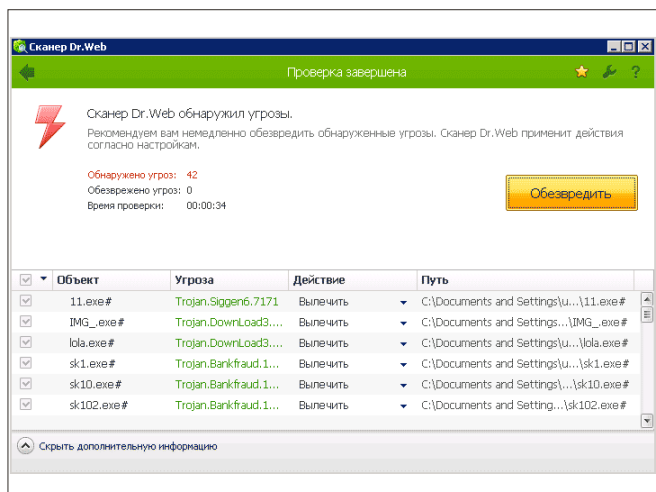 Сканер Dr.Web
Проверка завершена
?
Сканер Dr.Web обнаружил угрозы.
Рекомендуем вам немедленно обезвредить обнаруженные угрозы. Сканер Dr.Web применит действия
согласно настройкам.
Обнаружено угроз: 42
Обезврежено угроз: 0
Время проверки: 00:00:34
Обезвредить
Объект Угроза Действие Путь
11.exe# Trojan.Siggen6.7171 Вылечить C:\Documents and Settings\u...\11.exe#
IMG_.exe# Trojan.DownLoad3.... Вылечить C:\Documents and Settings...\IMG_.exe#
lola.exe# Trojan.DownLoad3.... Вылечить C:\Documents and Settings\u...\lola.exe#
sk1.exe# Trojan.Bankfraud.1... Вылечить C:\Documents and Settings\u...\sk1.exe#
sk10.exe# Trojan.Bankfraud.1... Вылечить C:\Documents and Settings\...\sk10.exe#
sk102.exe# Trojan.Bankfraud.1... Вылечить C:\Documents and Setting...\sk102.exe#
Скрыть дополнительную информацию